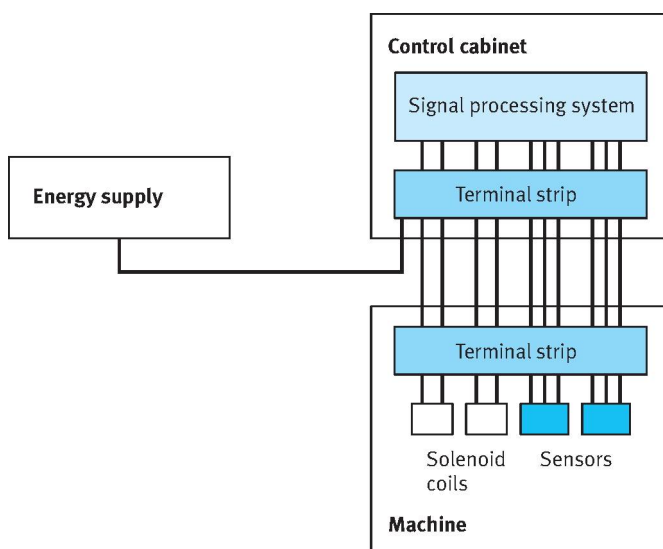 Control cabinet
Signal processing system
Energy supply
Terminal strip
Terminal strip
Solenoid
coils
Sensors
Machine